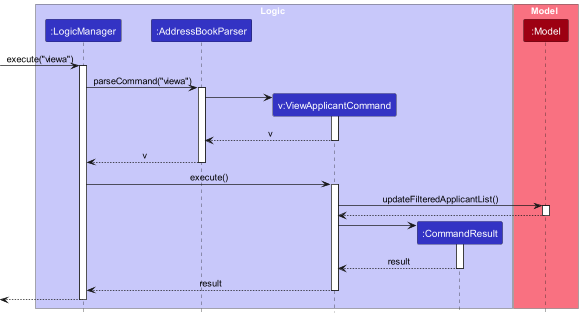 Logic
Model
:LogicManager
:AddressBookParser
:Model
execute("viewa")
parseCommand("viewa")
v:ViewApplicantCommand
v
v
execute()
updateFilteredApplicantList()
:CommandResult
result
result